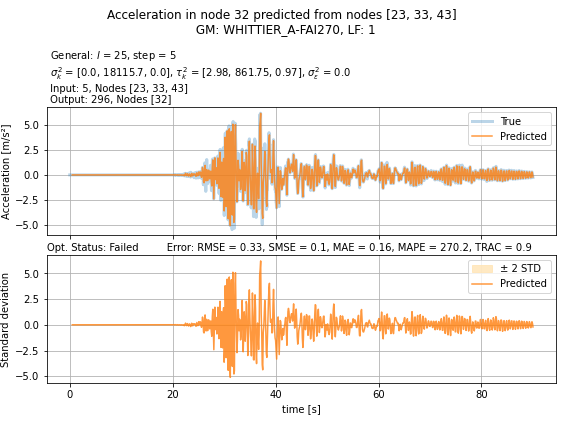 Acceleration in node 32 predicted from nodes [23, 33, 43]
GM: WHITTIER_A-FAI270, LF: 1
General: l = 25, step = 5
σ²ₖ = [0.0, 18115.7, 0.0], τ²ₖ = [2.98, 861.75, 0.97], σ²ε = 0.0
Input: 5, Nodes [23, 33, 43]
Output: 296, Nodes [32]
Acceleration [m/s²]
5.0
2.5
0.0
−2.5
−5.0
True
Predicted
Opt. Status: Failed
Error: RMSE = 0.33, SMSE = 0.1, MAE = 0.16, MAPE = 270.2, TRAC = 0.9
Standard deviation
5.0
2.5
0.0
−2.5
−5.0
± 2 STD
Predicted
0 20 40 60 80
time [s]